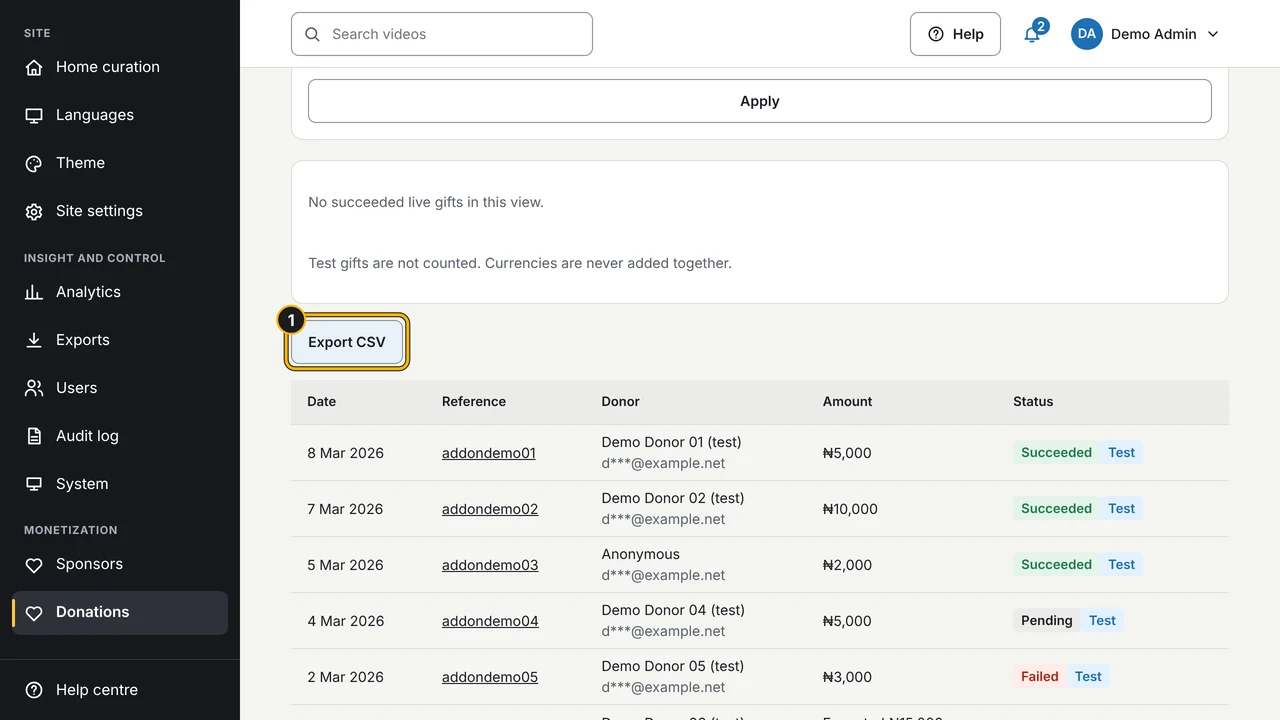 SITE
Home curation
Languages
Theme
Site settings
INSIGHT AND CONTROL
Analytics
Exports
Users
Audit log
System
MONETIZATION
Sponsors
Donations
Help centre
Search videos
Help
2
DA
Demo Admin
Apply
No succeeded live gifts in this view.
Test gifts are not counted. Currencies are never added together.
1
Export CSV
Date Reference Donor Amount Status
8 Mar 2026 addondemo01 Demo Donor 01 (test) ₦5,000 Succeeded Test
d***@example.net
7 Mar 2026 addondemo02 Demo Donor 02 (test) ₦10,000 Succeeded Test
d***@example.net
5 Mar 2026 addondemo03 Anonymous ₦2,000 Succeeded Test
d***@example.net
4 Mar 2026 addondemo04 Demo Donor 04 (test) ₦5,000 Pending Test
d***@example.net
2 Mar 2026 addondemo05 Demo Donor 05 (test) ₦3,000 Failed Test
d***@example.net